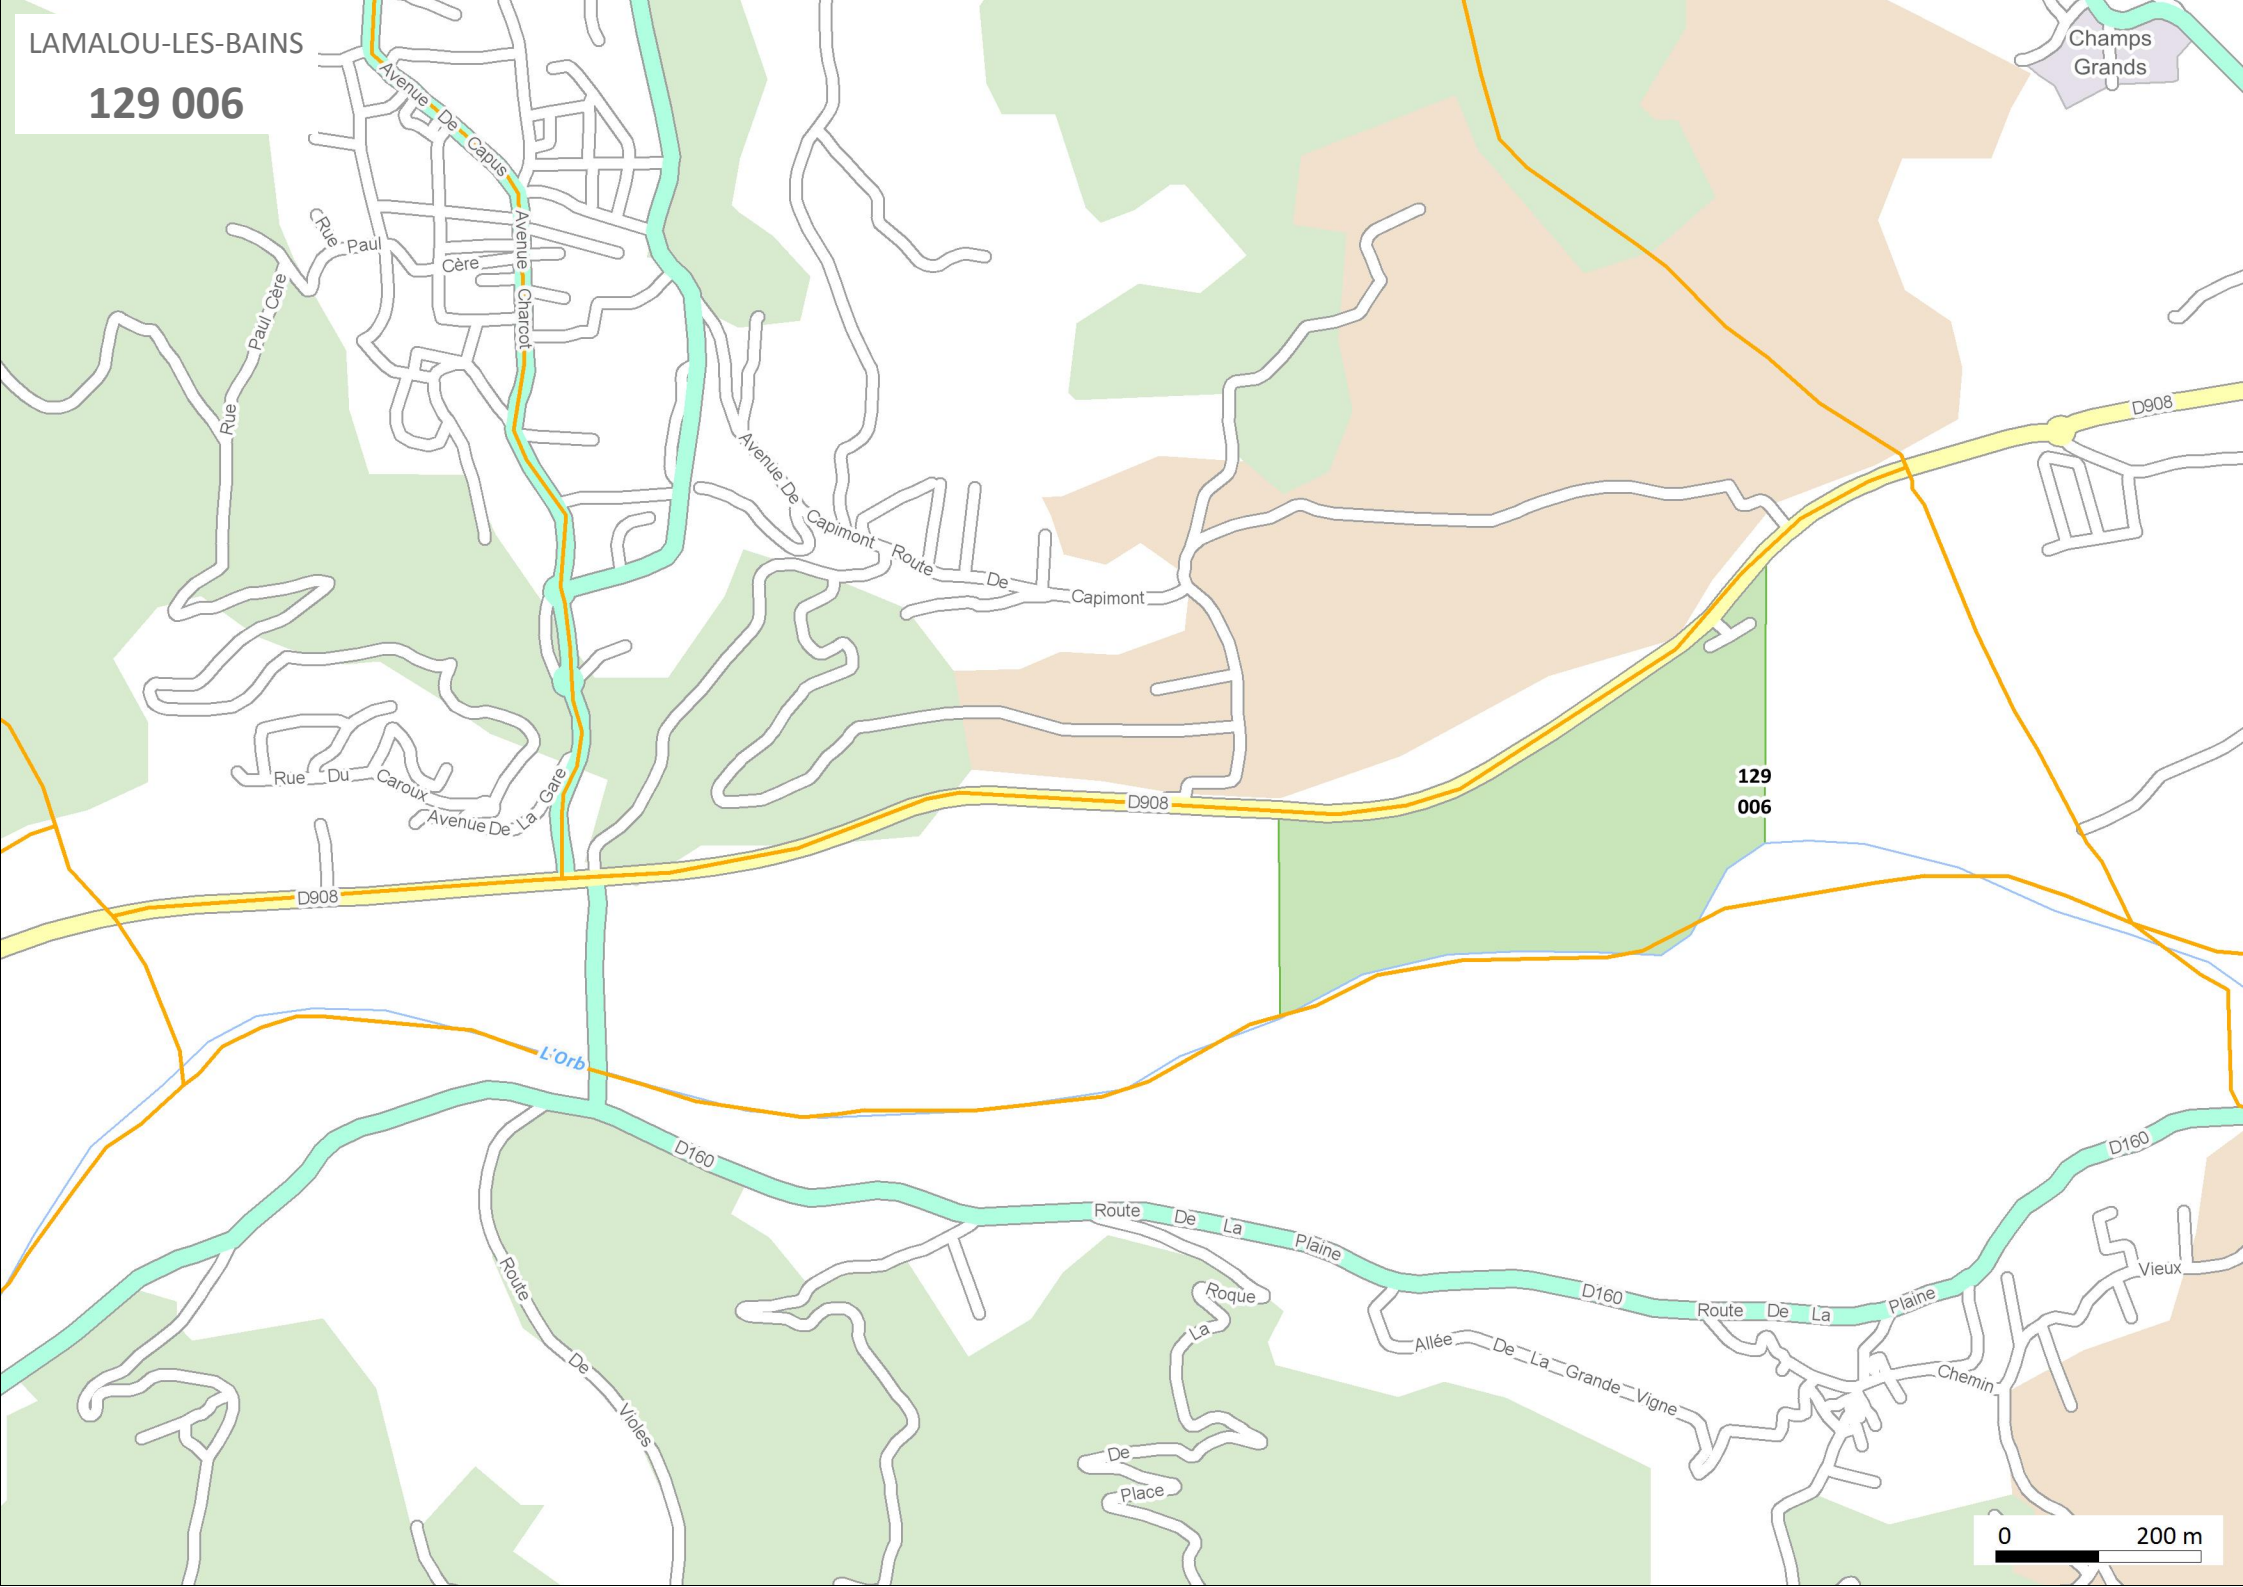 LAMALOU-LES-BAINS
129 006
Champs
Grands
Avenue De Capus
Avenue Charcot
Rue Paul Cère
Rue Paul Cère
D908
Avenue De Capimont
Route De Capimont
Rue Du Caroux
Avenue De La Gare
D908
D908
129
006
L'Orb
D160
D160
Route De La Plaine
Route De Violes
Roque
La
De
Place
D160
Route De La Plaine
Allée De La Grande Vigne
Chemin
Vieux
0 200 m